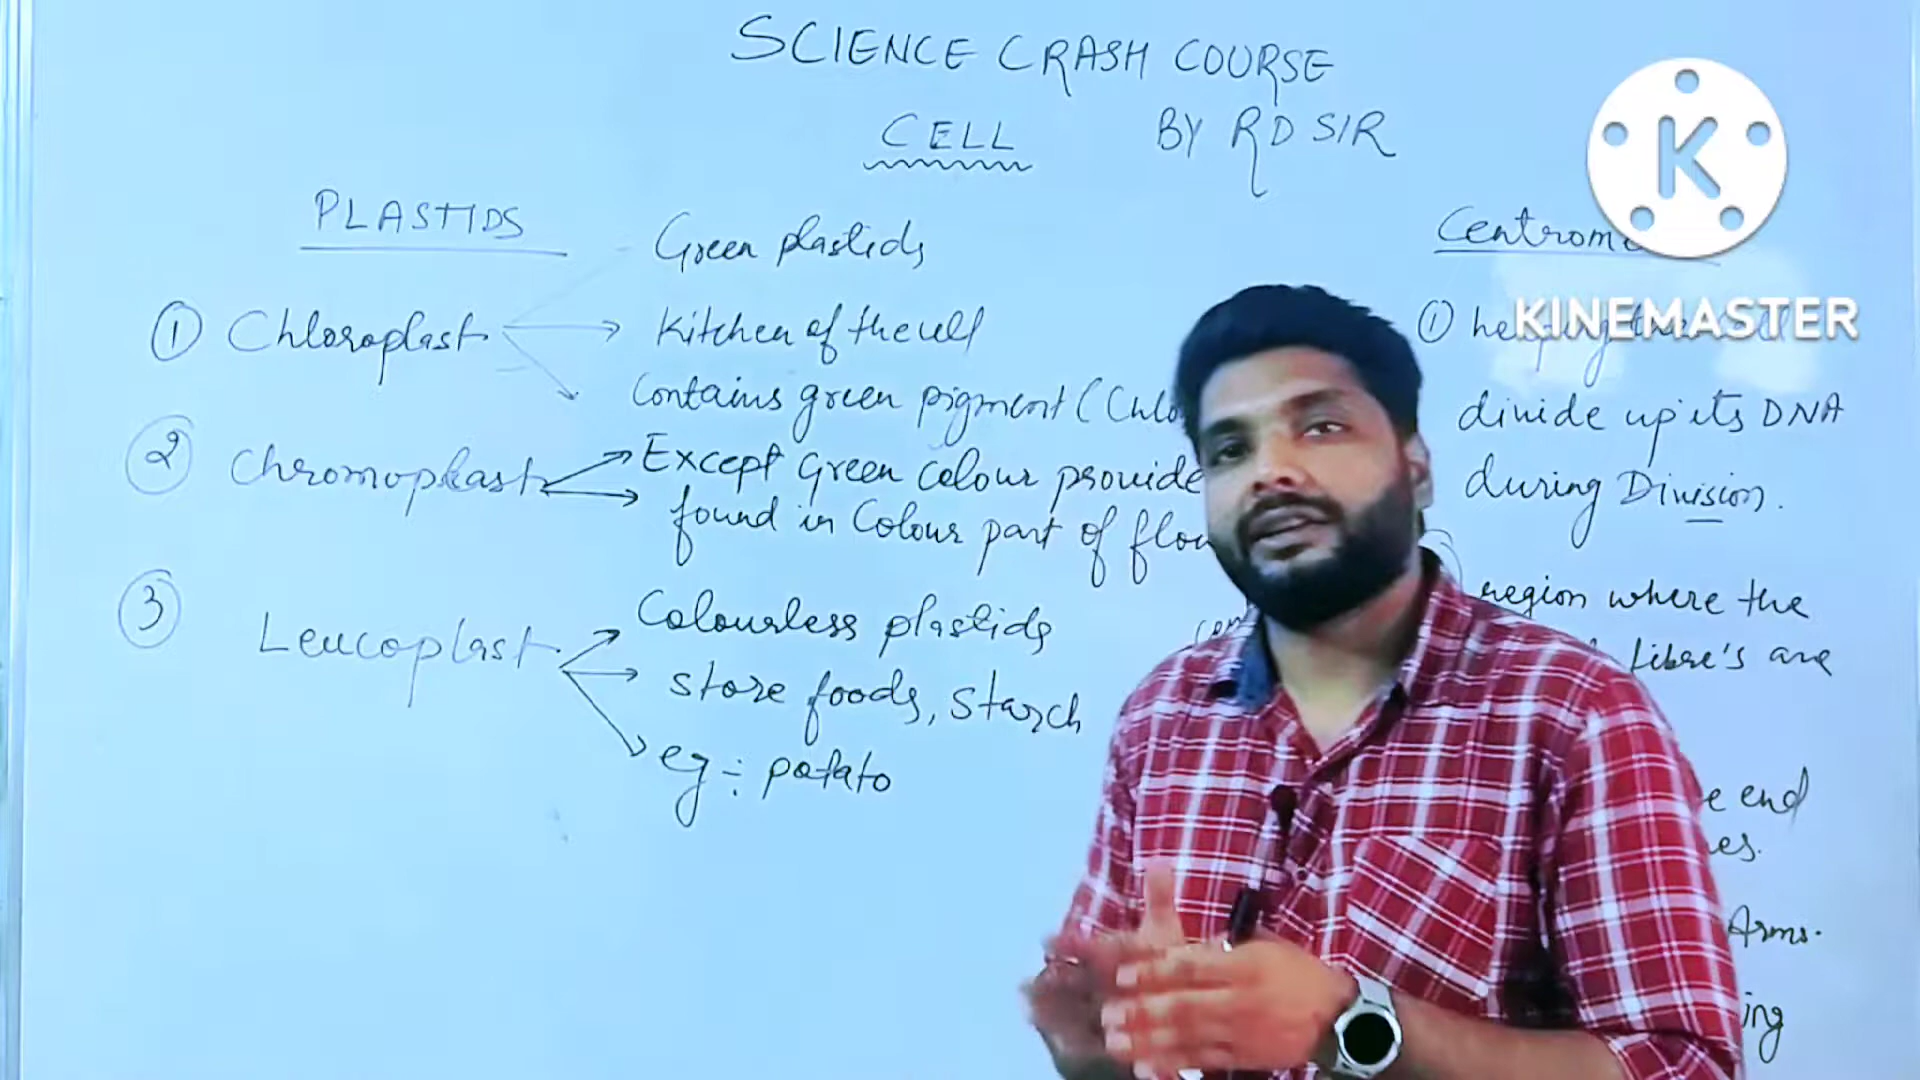 SCIENCE CRASH COURSE
CELL BY RD SIR
PLASTIDS
Green plastids
① Chloroplast
Kitchen of the cell
Contains green pigment (Chlo
② Chromoplast
Except Green colour provide
found in Colour part of flow
③ Leucoplast
Colourless plastids
store foods, starch
eg÷ potato
Centrome
①
divide up its DNA
during Division.
region where the
fibre's are
e end
es.
Arms.
ing
K
KINEMASTER